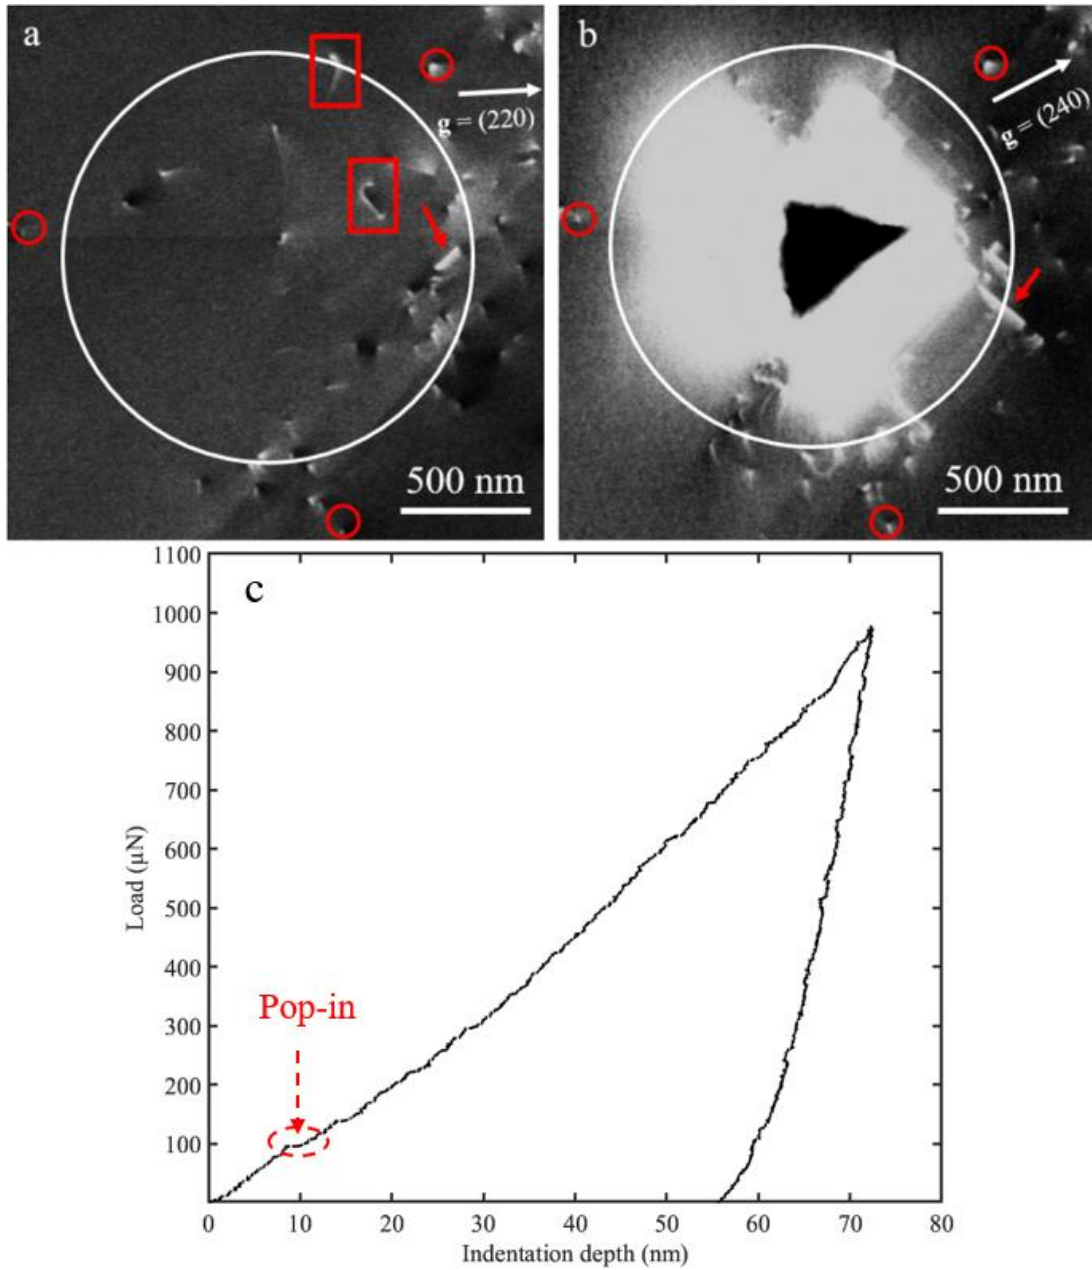 a
g = (220)
500 nm
b
g = (240)
500 nm
c
1100
1000
900
800
700
600
500
400
300
200
100
Load (µN)
Pop-in
0 10 20 30 40 50 60 70 80
Indentation depth (nm)